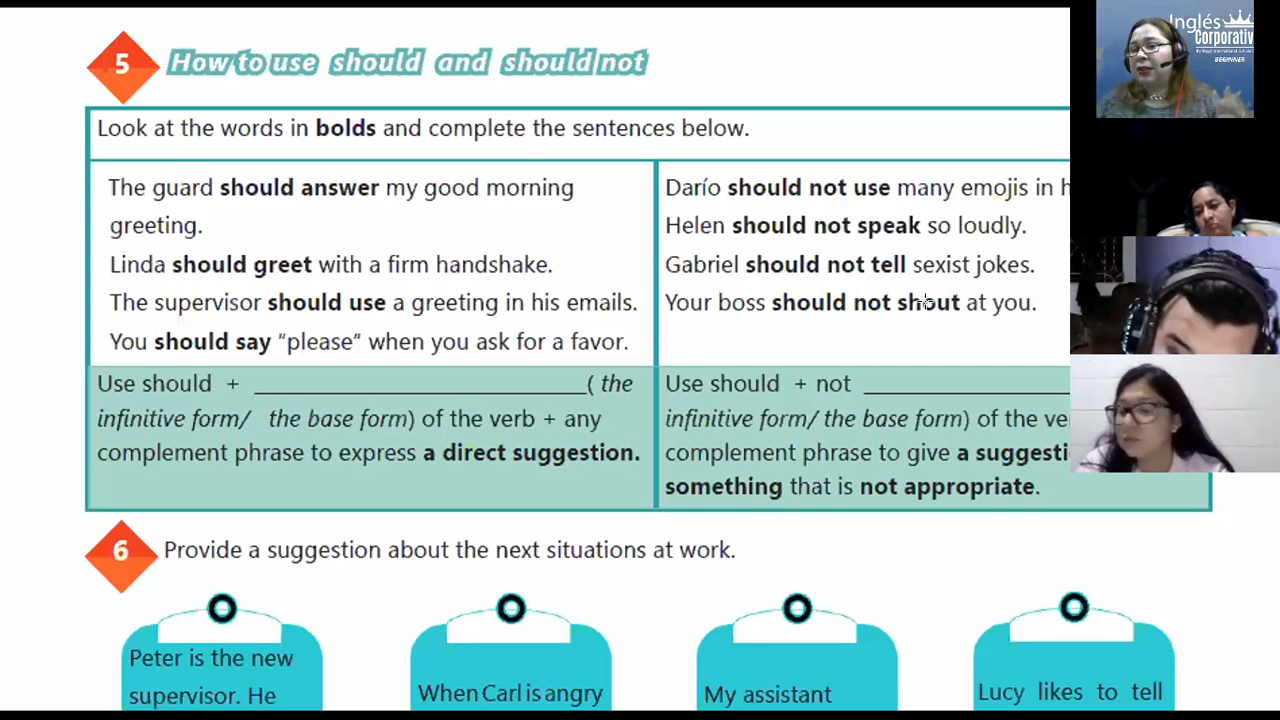 5 How to use should and should not
Look at the words in bolds and complete the sentences below.
The guard should answer my good morning
greeting.
Linda should greet with a firm handshake.
The supervisor should use a greeting in his emails.
You should say "please" when you ask for a favor.
Use should + ______________________________( the
infinitive form/ the base form) of the verb + any
complement phrase to express a direct suggestion.
Darío should not use many emojis in
Helen should not speak so loudly.
Gabriel should not tell sexist jokes.
Your boss should not shout at you.
Use should + not ____________________
infinitive form/ the base form) of the
complement phrase to give a
something that is not appropriate.
6 Provide a suggestion about the next situations at work.
Peter is the new
supervisor. He
When Carl is angry
My assistant
Lucy likes to tell
Inglés
Corporativ
BEGINNER